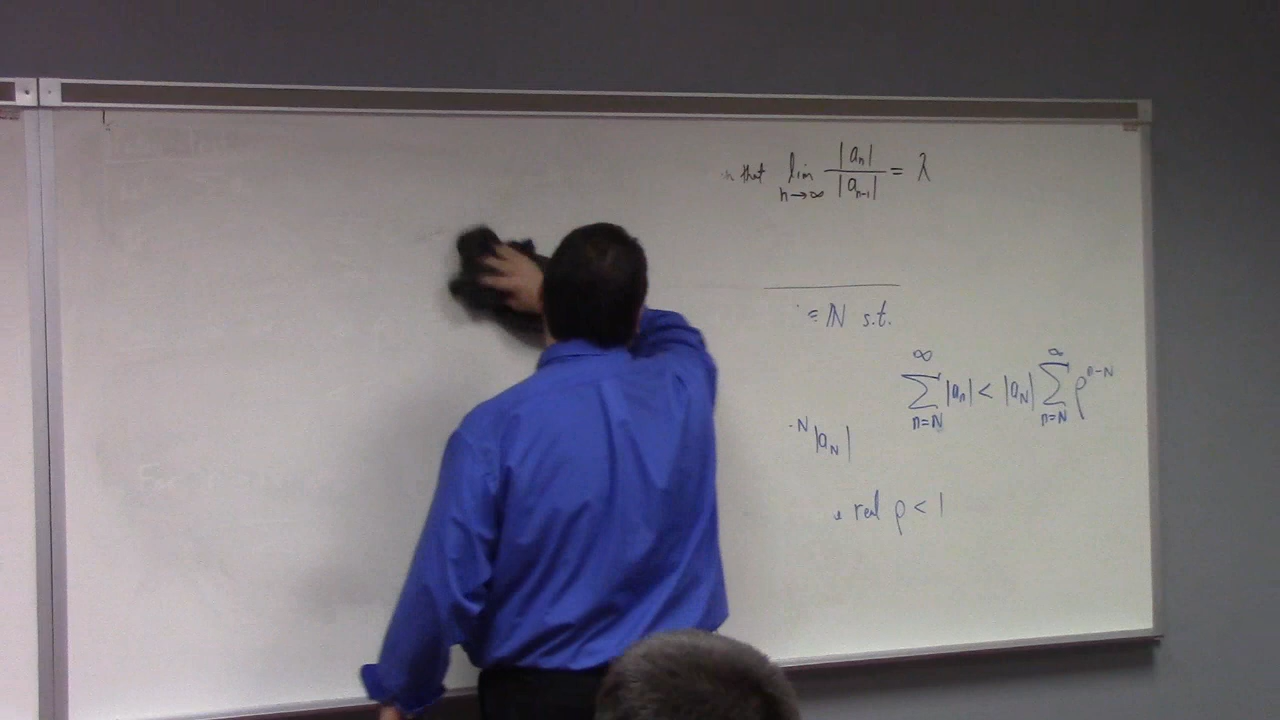 that lim n→∞ |aₙ| / |aₙ₋₁| = λ
∈ ℕ s.t.
∞ ∑ n=N |aₙ| < |a_N| ∞ ∑ n=N ρⁿ⁻ᴺ
N |a_N|
real ρ < 1